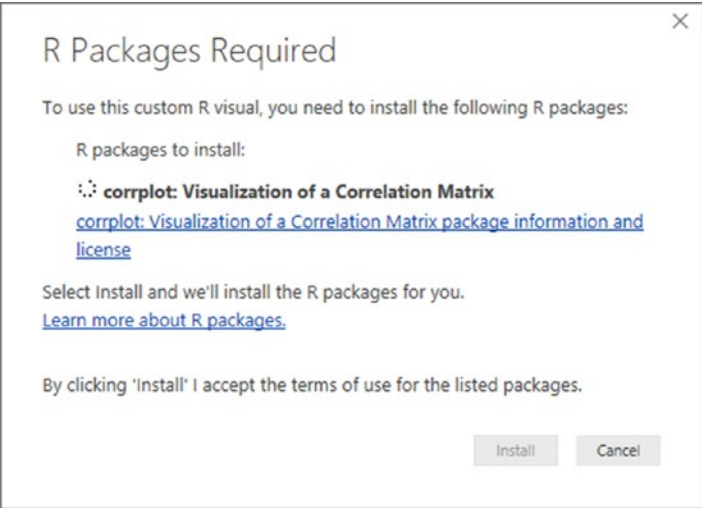 R Packages Required
To use this custom R visual, you need to install the following R packages:
R packages to install:
corrplot: Visualization of a Correlation Matrix
corrplot: Visualization of a Correlation Matrix package information and
license
Select Install and we'll install the R packages for you.
Learn more about R packages.
By clicking 'Install' I accept the terms of use for the listed packages.
Install Cancel